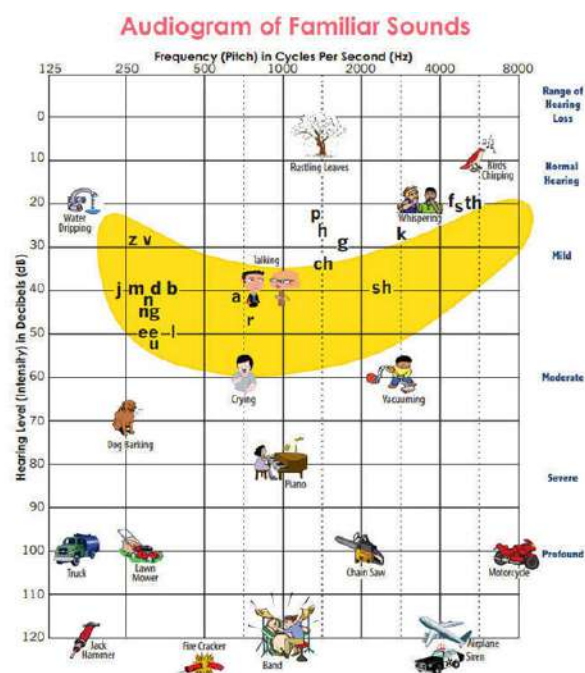 Audiogram of Familiar Sounds
Frequency (Pitch) in Cycles Per Second (Hz)
125 250 500 1000 2000 4000 8000
Range of
Hearing
Loss
Hearing Level (Intensity) in Decibels (dB)
0
Rustling Leaves
Birds
Chirping
10
Normal
Hearing
20
Water
Dripping
Whispering
f s th
p
h
k
z v
g
30
Mild
Talking
ch
40
j m d b
n
ng
a
sh
r
50
ee l
u
60
Moderate
Crying
Vacuuming
70
Dog Barking
80
Piano
Severe
90
100
Truck
Lawn
Mower
Chain Saw
Motorcycle
Profound
110
120
Jack
Hammer
Fire Cracker
Band
Airplane
Siren